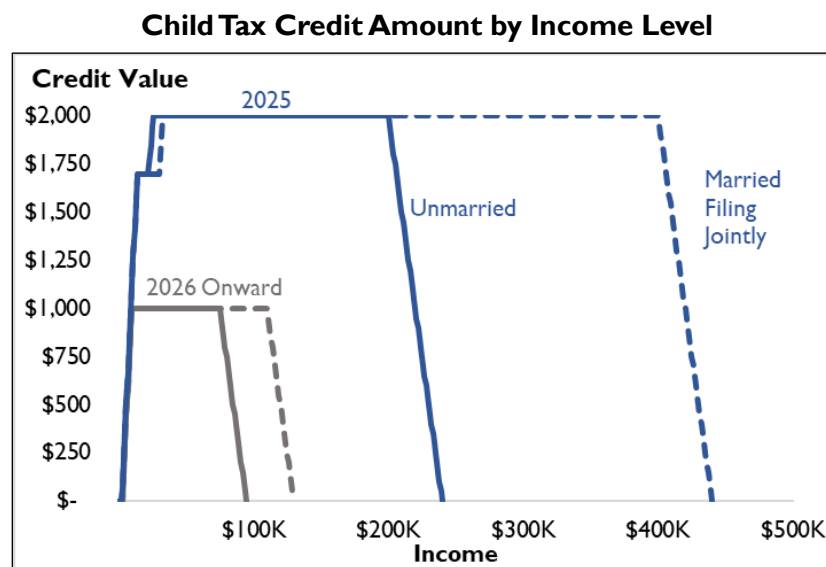 Child Tax Credit Amount by Income Level
Credit Value
2025
$2,000
$1,750
$1,500
$1,250
$1,000
$750
$500
$250
$-
Unmarried
Married
Filing
Jointly
2026 Onward
$100K
$200K
$300K
$400K
$500K
Income